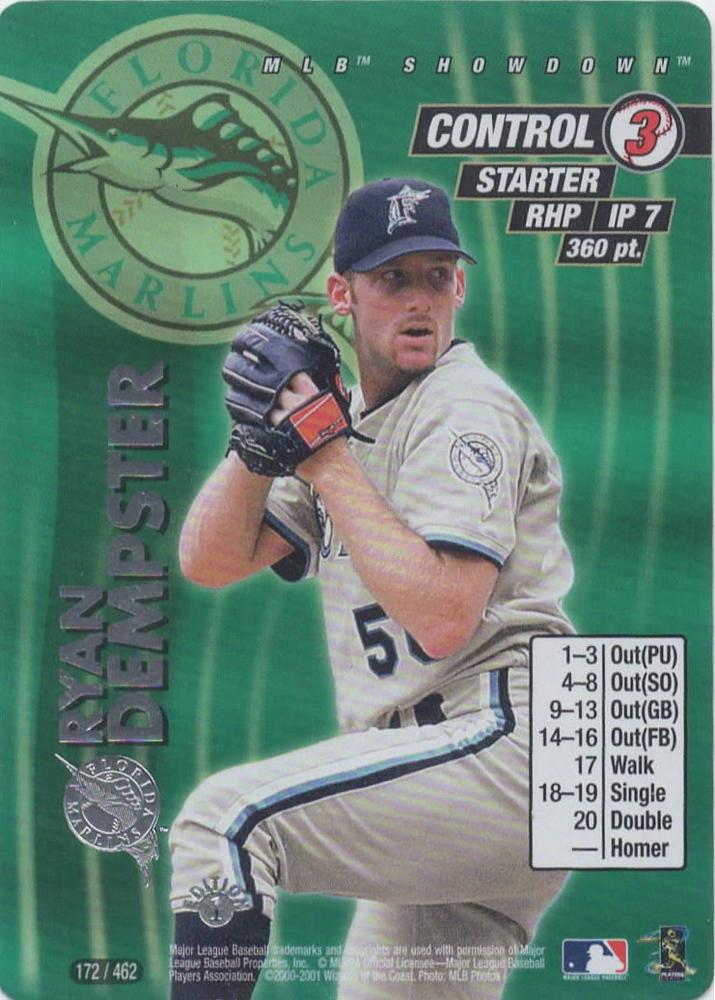 MLB™ SHOWDOWN™
FLORIDA
MARLINS
CONTROL 3
STARTER
RHP IP 7
360 pt.
F
RYAN
DEMPSTER
1–3 Out(PU)
4–8 Out(SO)
9–13 Out(GB)
14–16 Out(FB)
17 Walk
18–19 Single
20 Double
— Homer
FLORIDA
MARLINS
EDITION
1
172 / 462
Major League Baseball trademarks and copyrights are used with permission of Major
League Baseball Properties, Inc. © MLBPA Official Licensee—Major League Baseball
Players Association. ©2000-2001 Wizards of the Coast. Photo: MLB Photos
MAJOR LEAGUE BASEBALL